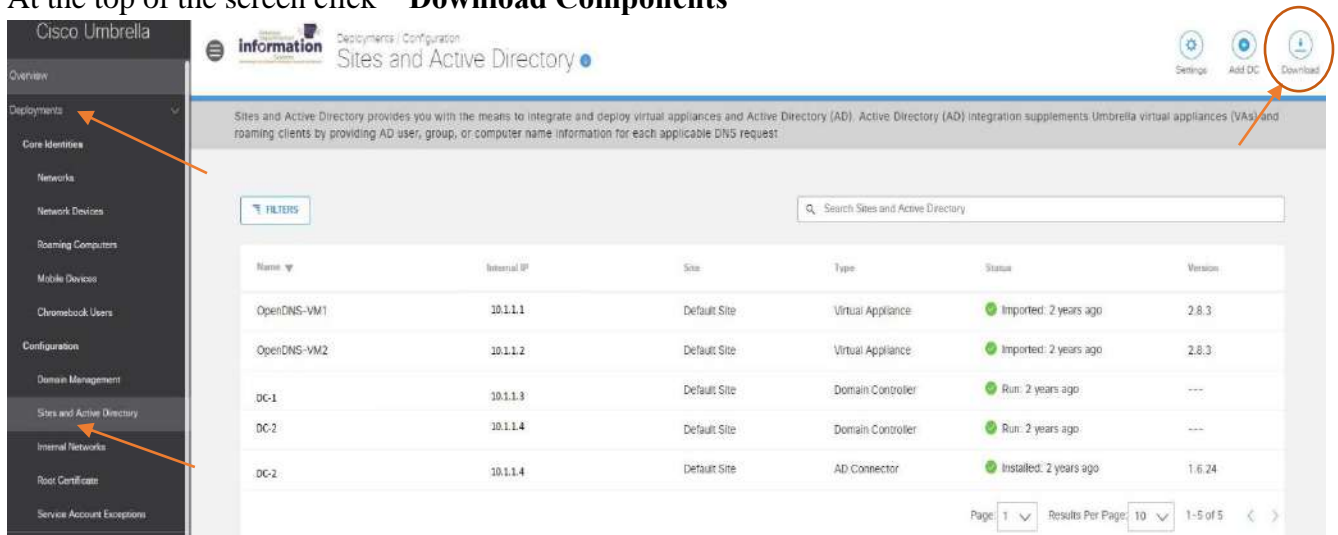 At the top of the screen click "Download Components"
Cisco Umbrella
information
Deployments / Configuration
Sites and Active Directory
Settings
Add DC
Download
Overview
Deployments
Core Identities
Networks
Network Devices
Roaming Computers
Mobile Devices
Chromebook Users
Configuration
Domain Management
Sites and Active Directory
Internal Networks
Root Certificate
Service Account Exceptions
Sites and Active Directory provides you with the means to integrate and deploy virtual appliances and Active Directory (AD). Active Directory (AD) integration supplements Umbrella virtual appliances (VAs) and
roaming clients by providing AD user, group, or computer name information for each applicable DNS request
FILTERS
Search Sites and Active Directory
Name Internal IP Site Type Status Version
OpenDNS-VM1 10.1.1.1 Default Site Virtual Appliance Imported: 2 years ago 2.8.3
OpenDNS-VM2 10.1.1.2 Default Site Virtual Appliance Imported: 2 years ago 2.8.3
DC-1 10.1.1.3 Default Site Domain Controller Run: 2 years ago ---
DC-2 10.1.1.4 Default Site Domain Controller Run: 2 years ago ---
DC-2 10.1.1.4 Default Site AD Connector Installed: 2 years ago 1.6.24
Page: 1 Results Per Page: 10 1-5 of 5 < >